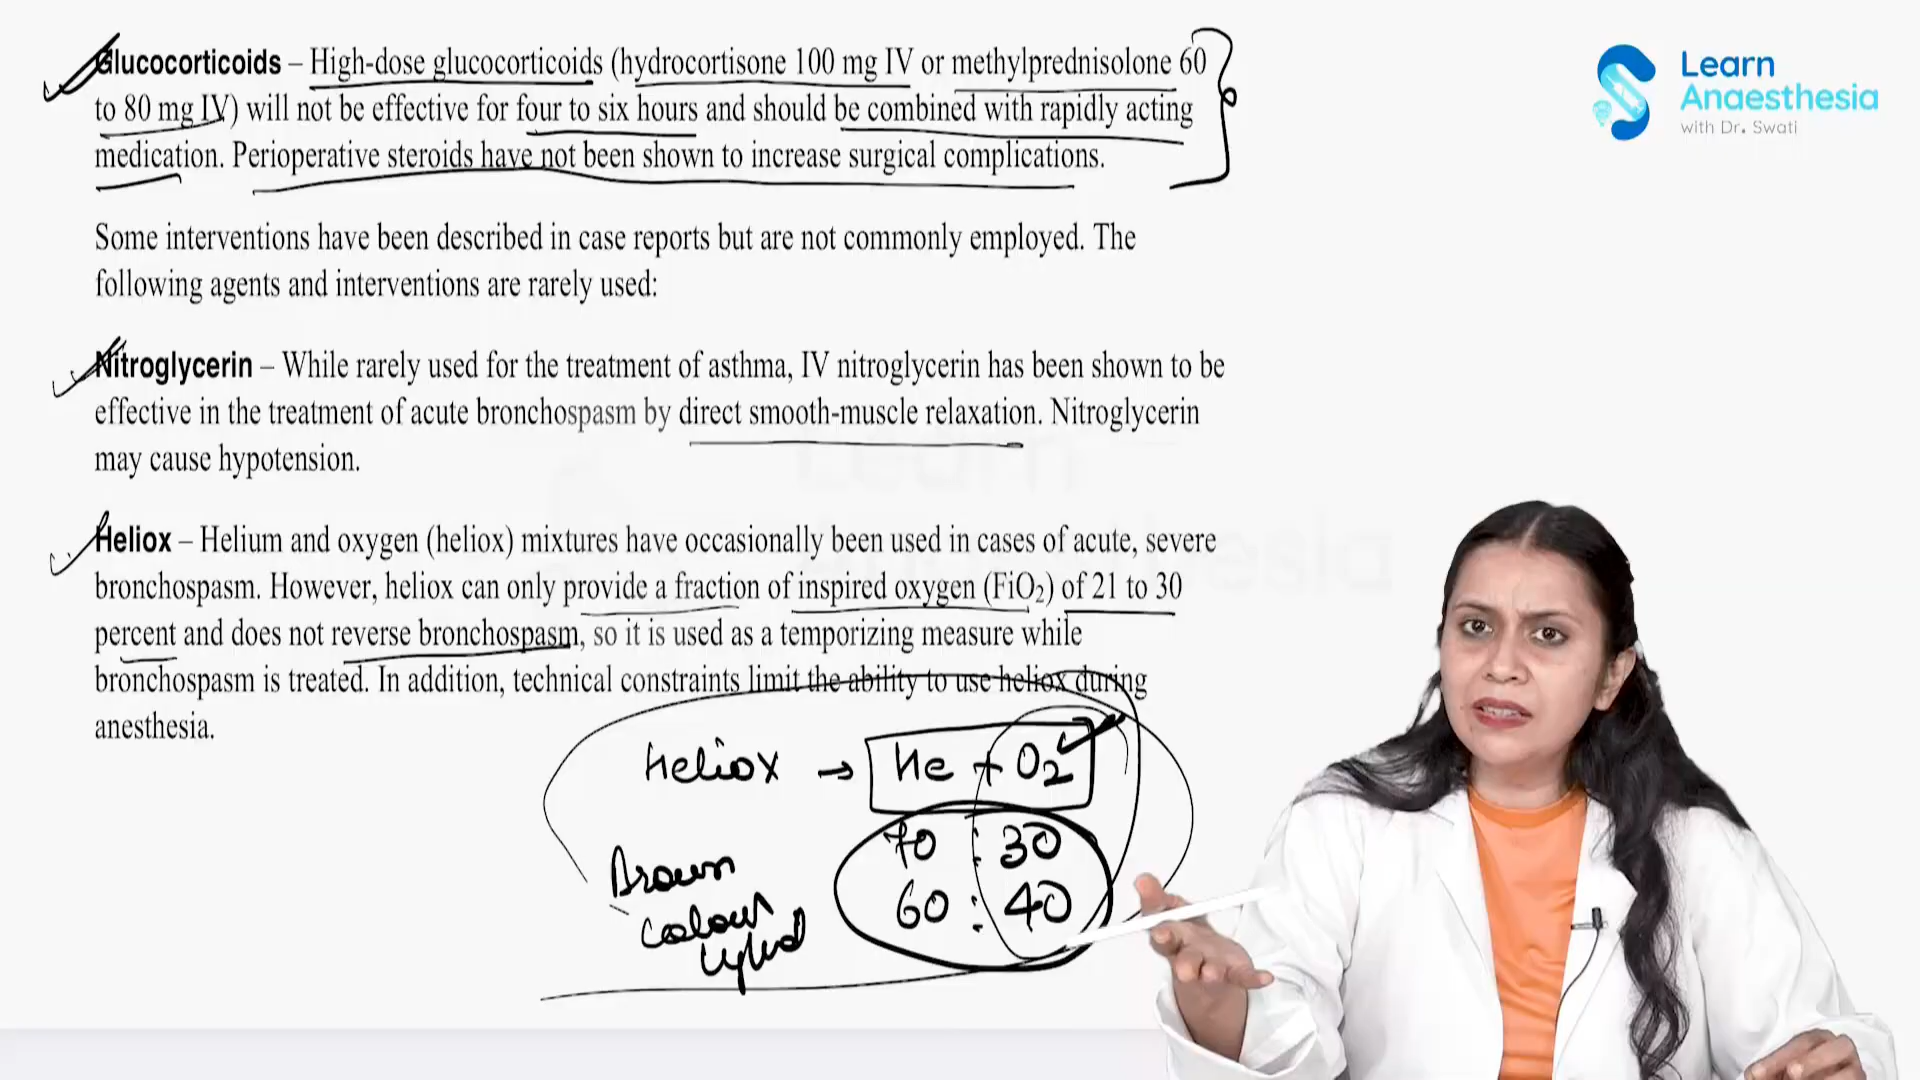 Glucocorticoids – High-dose glucocorticoids (hydrocortisone 100 mg IV or methylprednisolone 60
to 80 mg IV) will not be effective for four to six hours and should be combined with rapidly acting
medication. Perioperative steroids have not been shown to increase surgical complications.
Some interventions have been described in case reports but are not commonly employed. The
following agents and interventions are rarely used:
Nitroglycerin – While rarely used for the treatment of asthma, IV nitroglycerin has been shown to be
effective in the treatment of acute bronchospasm by direct smooth-muscle relaxation. Nitroglycerin
may cause hypotension.
Heliox – Helium and oxygen (heliox) mixtures have occasionally been used in cases of acute, severe
bronchospasm. However, heliox can only provide a fraction of inspired oxygen (FiO₂) of 21 to 30
percent and does not reverse bronchospasm, so it is used as a temporizing measure while
bronchospasm is treated. In addition, technical constraints limit the ability to use heliox during
anesthesia.
Heliox → He + O₂
70 : 30
60 : 40
Brown
colour
Learn
Anaesthesia
with Dr. Swati